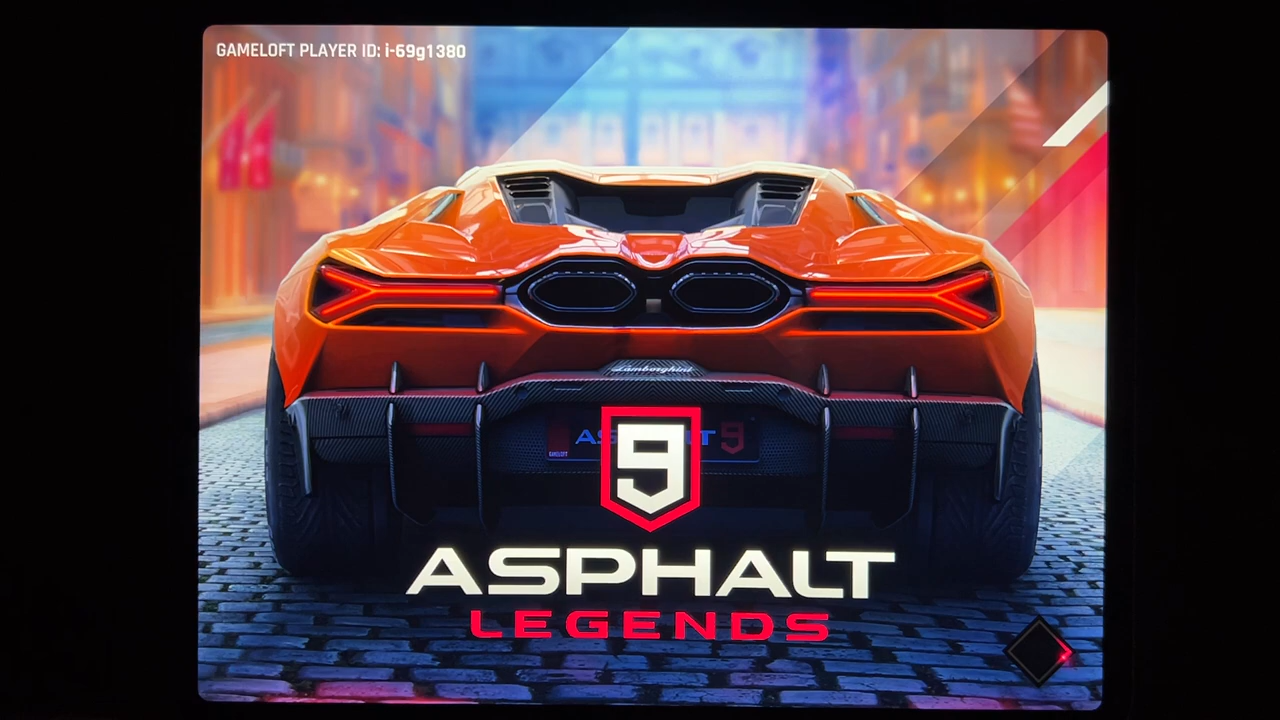 GAMELOFT PLAYER ID: i-69g1380
Lamborghini
9
GAMELOFT
ASPHALT
LEGENDS